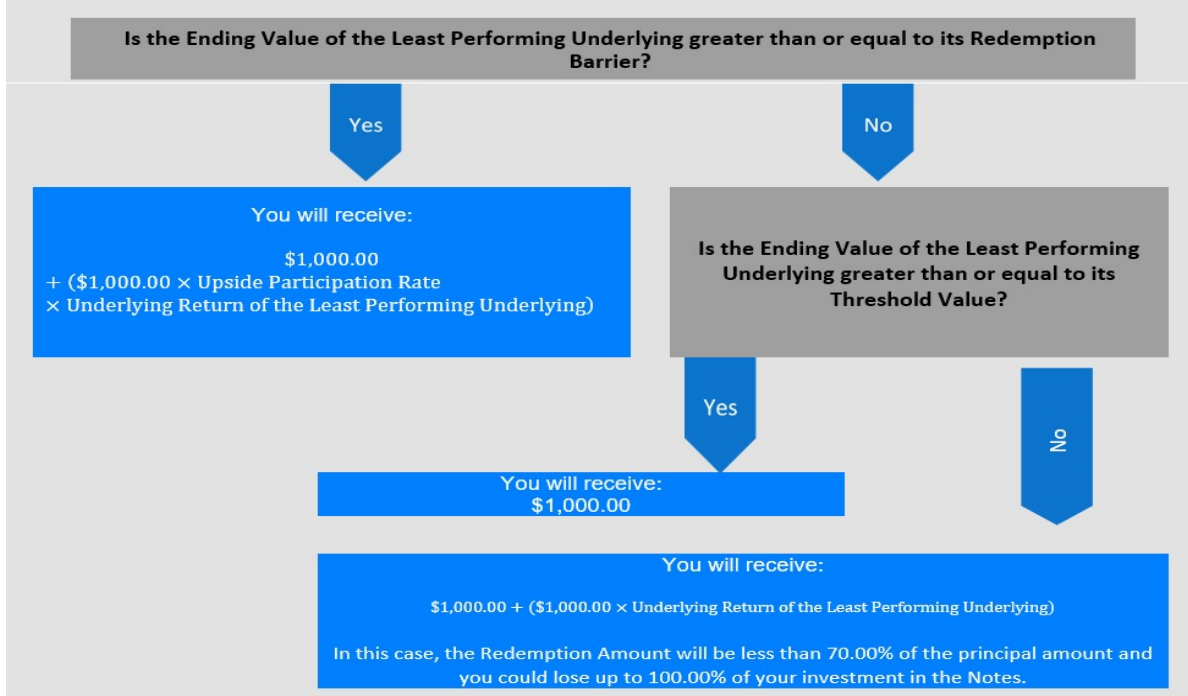 Is the Ending Value of the Least Performing Underlying greater than or equal to its Redemption
Barrier?
Yes
No
You will receive:
$1,000.00
+ ($1,000.00 × Upside Participation Rate
× Underlying Return of the Least Performing Underlying)
Is the Ending Value of the Least Performing
Underlying greater than or equal to its
Threshold Value?
Yes
No
You will receive:
$1,000.00
You will receive:
$1,000.00 + ($1,000.00 × Underlying Return of the Least Performing Underlying)
In this case, the Redemption Amount will be less than 70.00% of the principal amount and
you could lose up to 100.00% of your investment in the Notes.